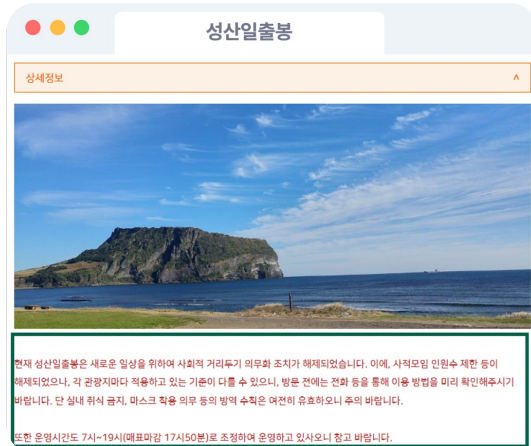 성산일출봉
상세정보 ^
현재 성산일출봉은 새로운 일상을 위하여 사회적 거리두기 의무화 조치가 해제되었습니다. 이에, 사적모임 인원수 제한 등이
해제되었으나, 각 관광지마다 적용하고 있는 기준이 다를 수 있으니, 방문 전에는 전화 등을 통해 이용 방법을 미리 확인해주시기
바랍니다. 단 실내 취식 금지, 마스크 착용 의무 등의 방역 수칙은 여전히 유효하오니 주의 바랍니다.
또한 운영시간도 7시~19시(매표마감 17시50분)로 조정하여 운영하고 있사오니 참고 바랍니다.